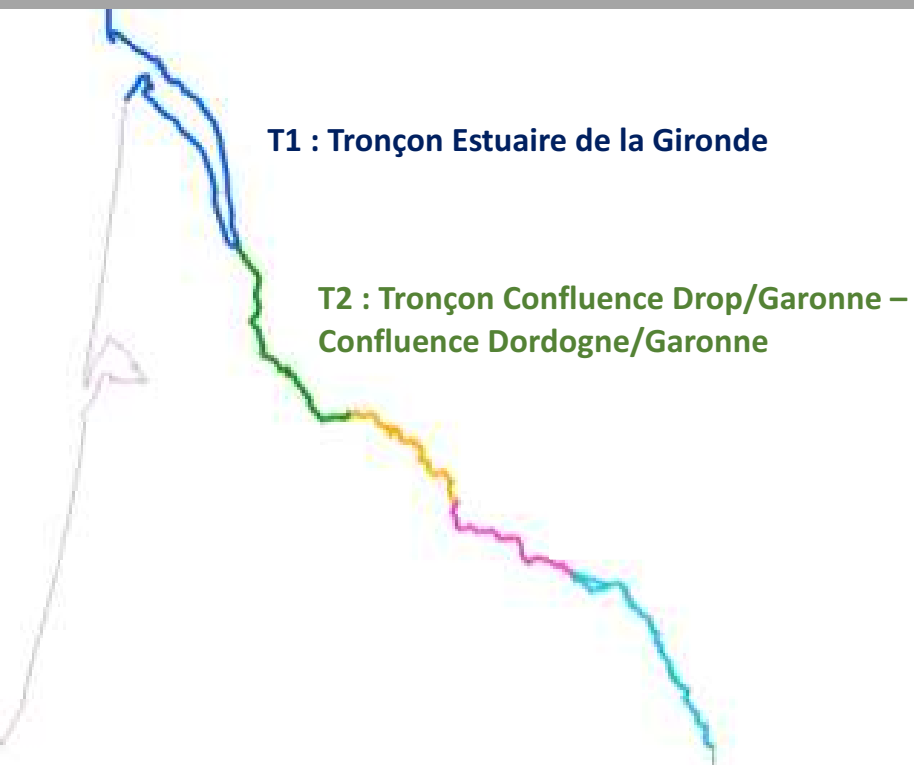 T1 : Tronçon Estuaire de la Gironde
T2 : Tronçon Confluence Drop/Garonne –
Confluence Dordogne/Garonne